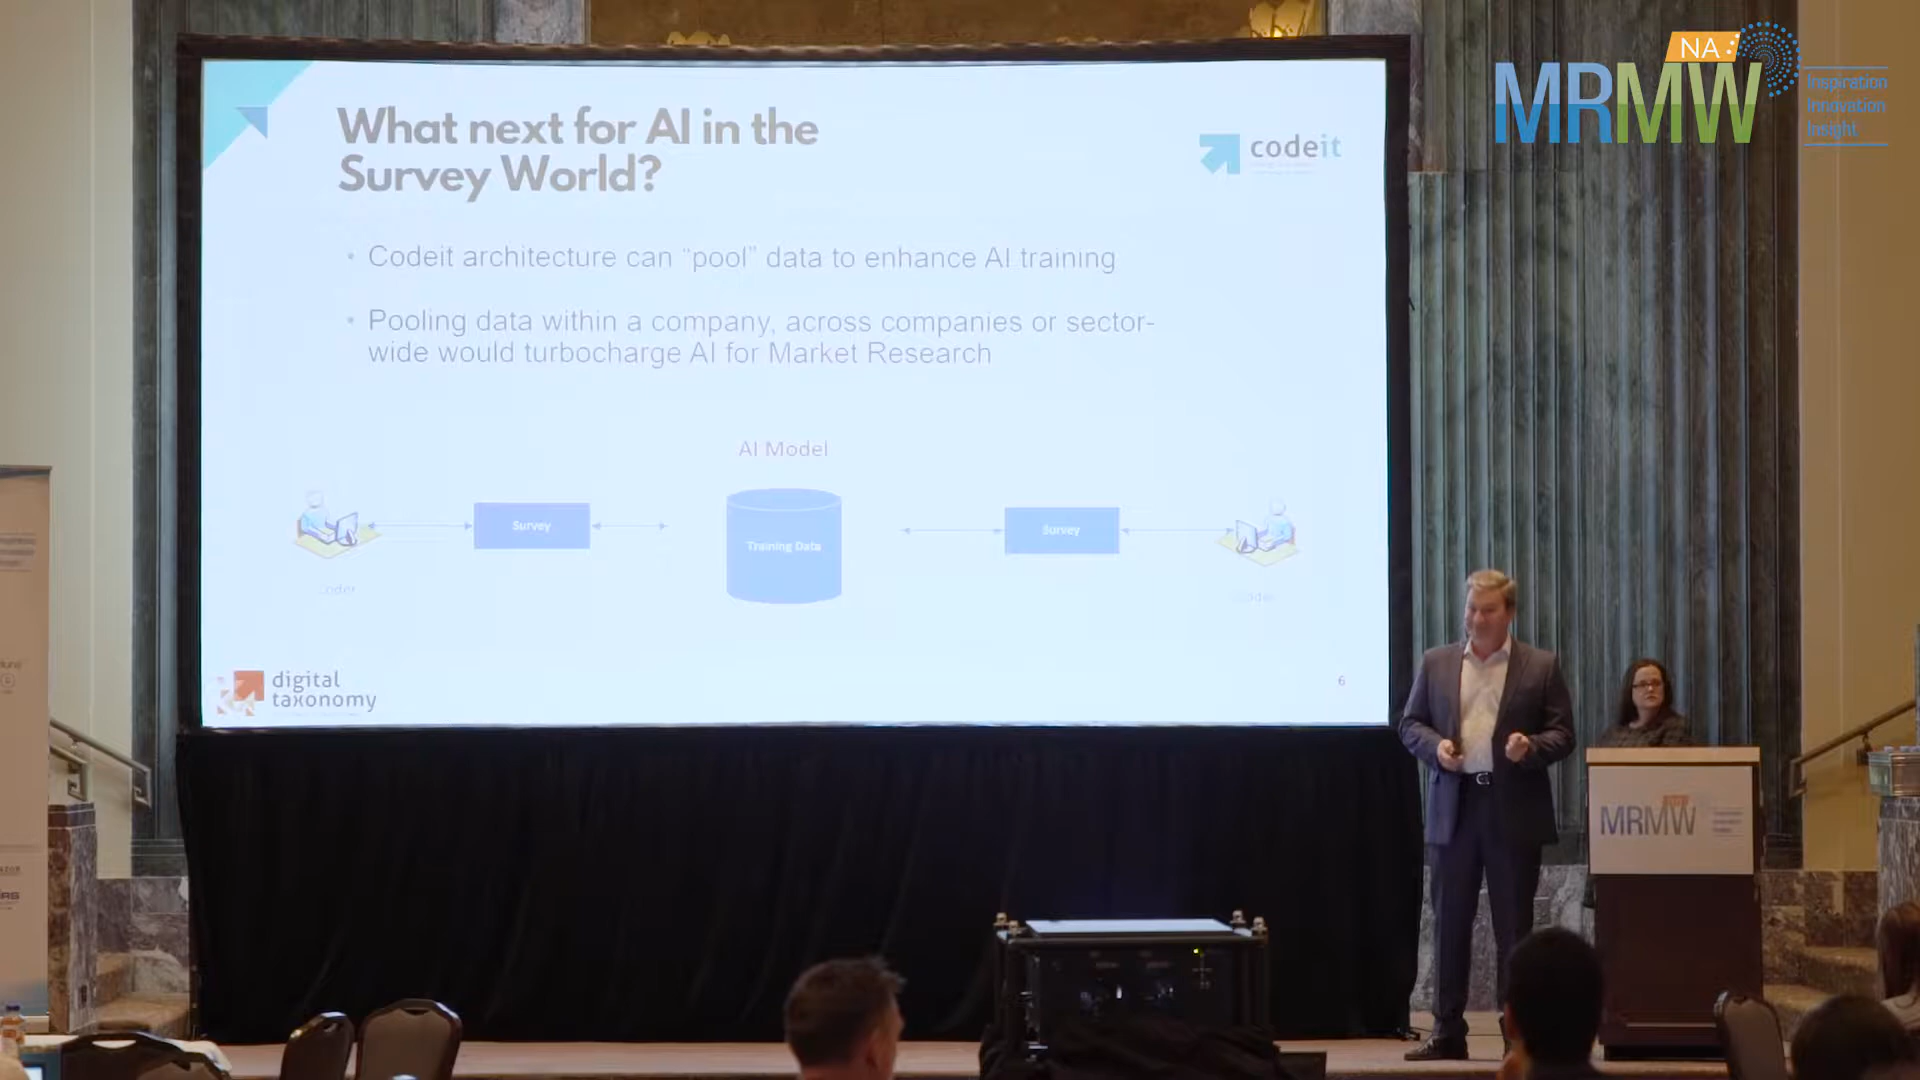 NA
MRMW
Inspiration
Innovation
Insight
What next for AI in the
Survey World?
codeit
• Codeit architecture can “pool” data to enhance AI training
• Pooling data within a company, across companies or sector-
wide would turbocharge AI for Market Research
AI Model
Survey
Training Data
Survey
Coder
digital
taxonomy
6
MRMW